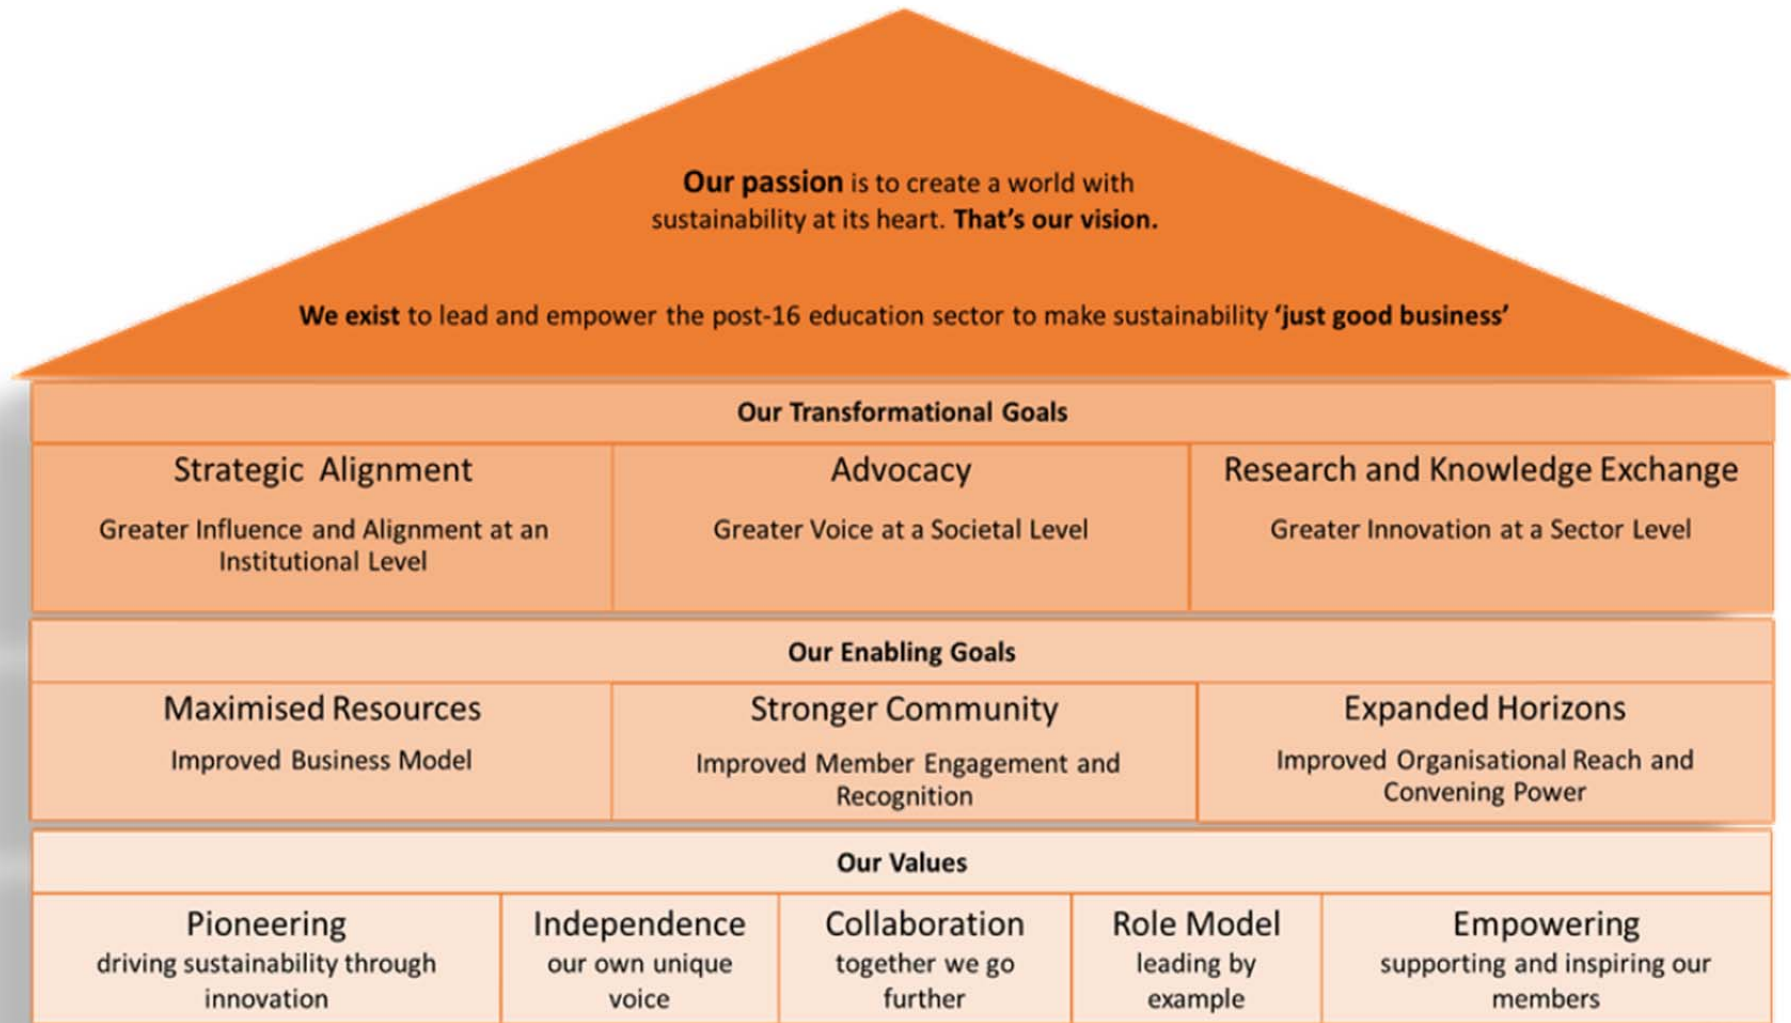 Our passion is to create a world with
sustainability at its heart. That’s our vision.
We exist to lead and empower the post-16 education sector to make sustainability ‘just good business’
Our Transformational Goals
Strategic Alignment
Greater Influence and Alignment at an
Institutional Level
Advocacy
Greater Voice at a Societal Level
Research and Knowledge Exchange
Greater Innovation at a Sector Level
Our Enabling Goals
Maximised Resources
Improved Business Model
Stronger Community
Improved Member Engagement and
Recognition
Expanded Horizons
Improved Organisational Reach and
Convening Power
Our Values
Pioneering
driving sustainability through
innovation
Independence
our own unique
voice
Collaboration
together we go
further
Role Model
leading by
example
Empowering
supporting and inspiring our
members